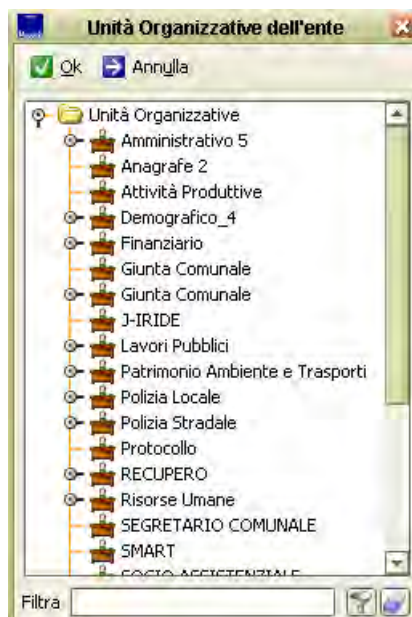 Unità Organizzative dell'ente
Ok Annulla
Unità Organizzative
Amministrativo 5
Anagrafe 2
Attività Produttive
Demografico_4
Finanziario
Giunta Comunale
Giunta Comunale
J-IRIDE
Lavori Pubblici
Patrimonio Ambiente e Trasporti
Polizia Locale
Polizia Stradale
Protocollo
RECUPERO
Risorse Umane
SEGRETARIO COMUNALE
SMART
SOCIO ASSISTENZIALE
Filtra